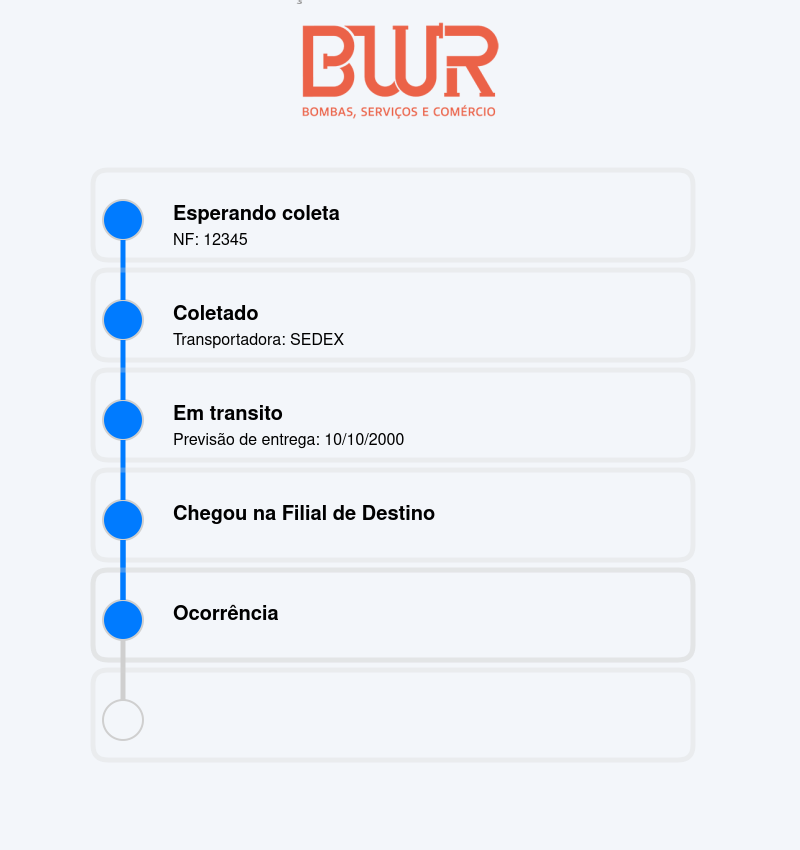 BWR
BOMBAS, SERVIÇOS E COMÉRCIO
Esperando coleta
NF: 12345
Coletado
Transportadora: SEDEX
Em transito
Previsão de entrega: 10/10/2000
Chegou na Filial de Destino
Ocorrência